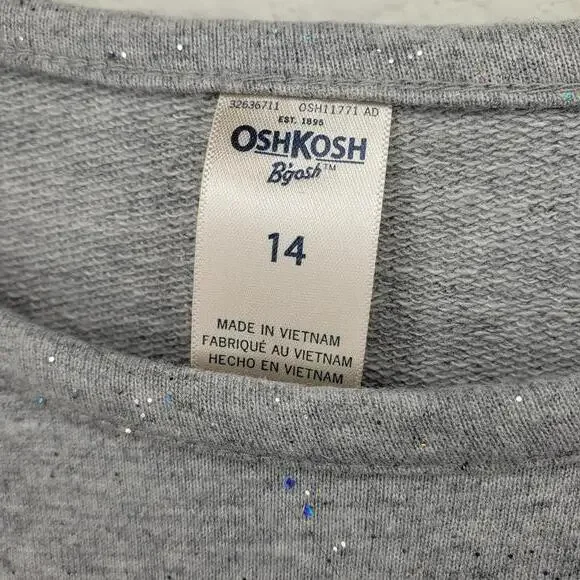 32636711 OSH11771 AD
EST. 1895
OSHKOSH
B'gosh™
14
MADE IN VIETNAM
FABRIQUÉ AU VIETNAM
HECHO EN VIETNAM